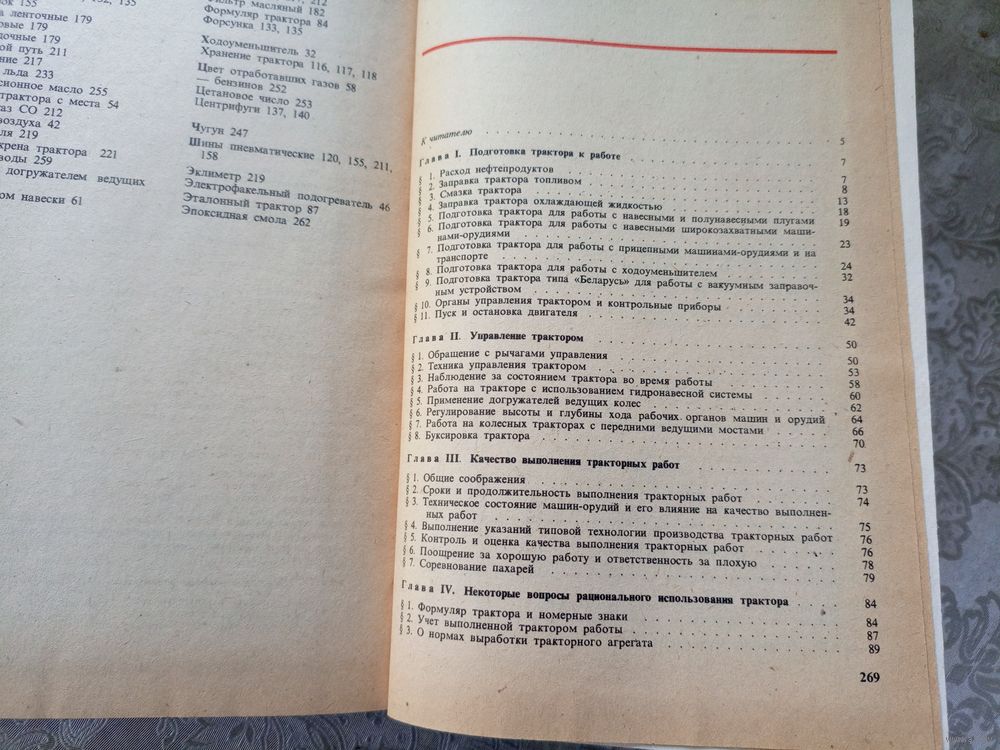 ок 155
а ленточные 179
овые 179
дочные 179
ой путь 211
ние 217
льда 233
сионное масло 255
трактора с места 54
газ СО 212
воздуха 42
ля 219
крена трактора 221
воды 259
догружателем ведущих
ом навески 61
Фильтр масляный 182
Формуляр трактора 84
Форсунка 133, 135
Ходоуменьшитель 32
Хранение трактора 116, 117, 118
Цвет отработавших газов 58
— бензинов 252
Цетановое число 253
Центрифуги 137, 140
Чугун 247
Шины пневматические 120, 155, 211,
158
Эклиметр 219
Электрофакельный подогреватель 46
Эталонный трактор 87
Эпоксидная смола 262
К читателю 5
Глава I. Подготовка трактора к работе 7
§ 1. Расход нефтепродуктов 7
§ 2. Заправка трактора топливом 8
§ 3. Смазка трактора 13
§ 4. Заправка трактора охлаждающей жидкостью 18
§ 5. Подготовка трактора для работы с навесными и полунавесными плугами 19
§ 6. Подготовка трактора для работы с навесными широкозахватными маши-
нами-орудиями 23
§ 7. Подготовка трактора для работы с прицепными машинами-орудиями и на
транспорте 24
§ 8. Подготовка трактора для работы с ходоуменьшителем 32
§ 9. Подготовка трактора типа «Беларусь» для работы с вакуумным заправоч-
ным устройством 34
§ 10. Органы управления трактором и контрольные приборы 34
§ 11. Пуск и остановка двигателя 42
Глава II. Управление трактором 50
§ 1. Обращение с рычагами управления 50
§ 2. Техника управления трактором 53
§ 3. Наблюдение за состоянием трактора во время работы 58
§ 4. Работа на тракторе с использованием гидронавесной системы 60
§ 5. Применение догружателей ведущих колес 62
§ 6. Регулирование высоты и глубины хода рабочих органов машин и орудий 64
§ 7. Работа на колесных тракторах с передними ведущими мостами 66
§ 8. Буксировка трактора 70
Глава III. Качество выполнения тракторных работ 73
§ 1. Общие соображения 73
§ 2. Сроки и продолжительность выполнения тракторных работ 74
§ 3. Техническое состояние машин-орудий и его влияние на качество выполнен-
ных работ 75
§ 4. Выполнение указаний типовой технологии производства тракторных работ 76
§ 5. Контроль и оценка качества выполнения тракторных работ 76
§ 6. Поощрение за хорошую работу и ответственность за плохую 78
§ 7. Соревнование пахарей 79
Глава IV. Некоторые вопросы рационального использования трактора 84
§ 1. Формуляр трактора и номерные знаки 84
§ 2. Учет выполненной трактором работы 87
§ 3. О нормах выработки тракторного агрегата 89
269